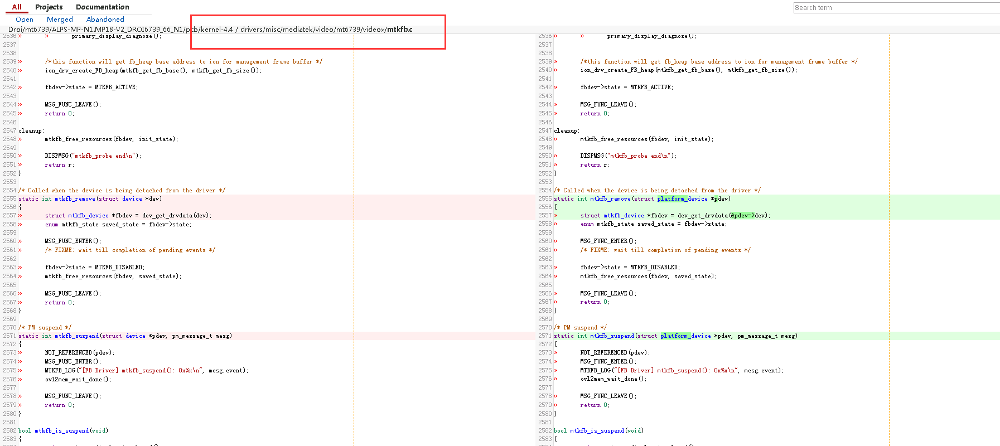 All Projects Documentation
Search term
Open Merged Abandoned
Droi/mt6739/ALPS-MP-N1.MP18-V2_DROI6739_66_N1/pcb/kernel-4.4 / drivers/misc/mediatek/video/mt6739/videox/mtkfb.c
2536 » » primary_display_diagnose();
2537
2538
2539 » /*this function will get fb_heap base address to ion for management frame buffer */
2540 » ion_drv_create_FB_heap(mtkfb_get_fb_base(), mtkfb_get_fb_size());
2541
2542 » fbdev->state = MTKFB_ACTIVE;
2543
2544 » MSG_FUNC_LEAVE();
2545 » return 0;
2546
2547 cleanup:
2548 » mtkfb_free_resources(fbdev, init_state);
2549
2550 » DISPMSG("mtkfb_probe end\n");
2551 » return r;
2552 }
2553
2554 /* Called when the device is being detached from the driver */
2555 static int mtkfb_remove(struct device *dev)
2556 {
2557 » struct mtkfb_device *fbdev = dev_get_drvdata(dev);
2558 » enum mtkfb_state saved_state = fbdev->state;
2559
2560 » MSG_FUNC_ENTER();
2561 » /* FIXME: wait till completion of pending events */
2562
2563 » fbdev->state = MTKFB_DISABLED;
2564 » mtkfb_free_resources(fbdev, saved_state);
2565
2566 » MSG_FUNC_LEAVE();
2567 » return 0;
2568 }
2569
2570 /* PM suspend */
2571 static int mtkfb_suspend(struct device *pdev, pm_message_t mesg)
2572 {
2573 » NOT_REFERENCED(pdev);
2574 » MSG_FUNC_ENTER();
2575 » MTKFB_LOG("[FB Driver] mtkfb_suspend(): 0x%x\n", mesg.event);
2576 » ovl2mem_wait_done();
2577
2578 » MSG_FUNC_LEAVE();
2579 » return 0;
2580 }
2581
2582 bool mtkfb_is_suspend(void)
2583 {
2536 » » primary_display_diagnose();
2537
2538
2539 » /*this function will get fb_heap base address to ion for management frame buffer */
2540 » ion_drv_create_FB_heap(mtkfb_get_fb_base(), mtkfb_get_fb_size());
2541
2542 » fbdev->state = MTKFB_ACTIVE;
2543
2544 » MSG_FUNC_LEAVE();
2545 » return 0;
2546
2547 cleanup:
2548 » mtkfb_free_resources(fbdev, init_state);
2549
2550 » DISPMSG("mtkfb_probe end\n");
2551 » return r;
2552 }
2553
2554 /* Called when the device is being detached from the driver */
2555 static int mtkfb_remove(struct platform_device *pdev)
2556 {
2557 » struct mtkfb_device *fbdev = dev_get_drvdata(&pdev->dev);
2558 » enum mtkfb_state saved_state = fbdev->state;
2559
2560 » MSG_FUNC_ENTER();
2561 » /* FIXME: wait till completion of pending events */
2562
2563 » fbdev->state = MTKFB_DISABLED;
2564 » mtkfb_free_resources(fbdev, saved_state);
2565
2566 » MSG_FUNC_LEAVE();
2567 » return 0;
2568 }
2569
2570 /* PM suspend */
2571 static int mtkfb_suspend(struct platform_device *pdev, pm_message_t mesg)
2572 {
2573 » NOT_REFERENCED(pdev);
2574 » MSG_FUNC_ENTER();
2575 » MTKFB_LOG("[FB Driver] mtkfb_suspend(): 0x%x\n", mesg.event);
2576 » ovl2mem_wait_done();
2577
2578 » MSG_FUNC_LEAVE();
2579 » return 0;
2580 }
2581
2582 bool mtkfb_is_suspend(void)
2583 {